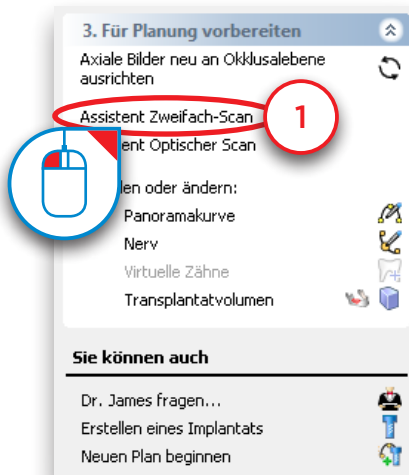 3. Für Planung vorbereiten
Axiale Bilder neu an Okklusalebene
ausrichten
Assistent Zweifach-Scan
1
ent Optischer Scan
len oder ändern:
Panoramakurve
Nerv
Virtuelle Zähne
Transplantatvolumen
Sie können auch
Dr. James fragen...
Erstellen eines Implantats
Neuen Plan beginnen